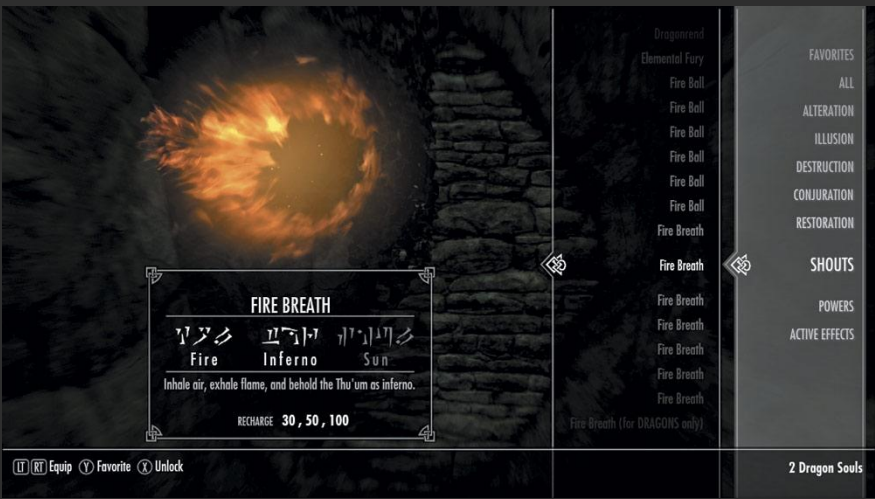 Dragonrend
Elemental Fury
Fire Ball
Fire Ball
Fire Ball
Fire Ball
Fire Ball
Fire Ball
Fire Breath
Fire Breath
Fire Breath
Fire Breath
Fire Breath
Fire Breath
Fire Breath
Fire Breath (for DRAGONS only)
FAVORITES
ALL
ALTERATION
ILLUSION
DESTRUCTION
CONJURATION
RESTORATION
SHOUTS
POWERS
ACTIVE EFFECTS
FIRE BREATH
Fire Inferno Sun
Inhale air, exhale flame, and behold the Thu'um as inferno.
RECHARGE 30, 50, 100
LT RT Equip Y Favorite X Unlock
2 Dragon Souls